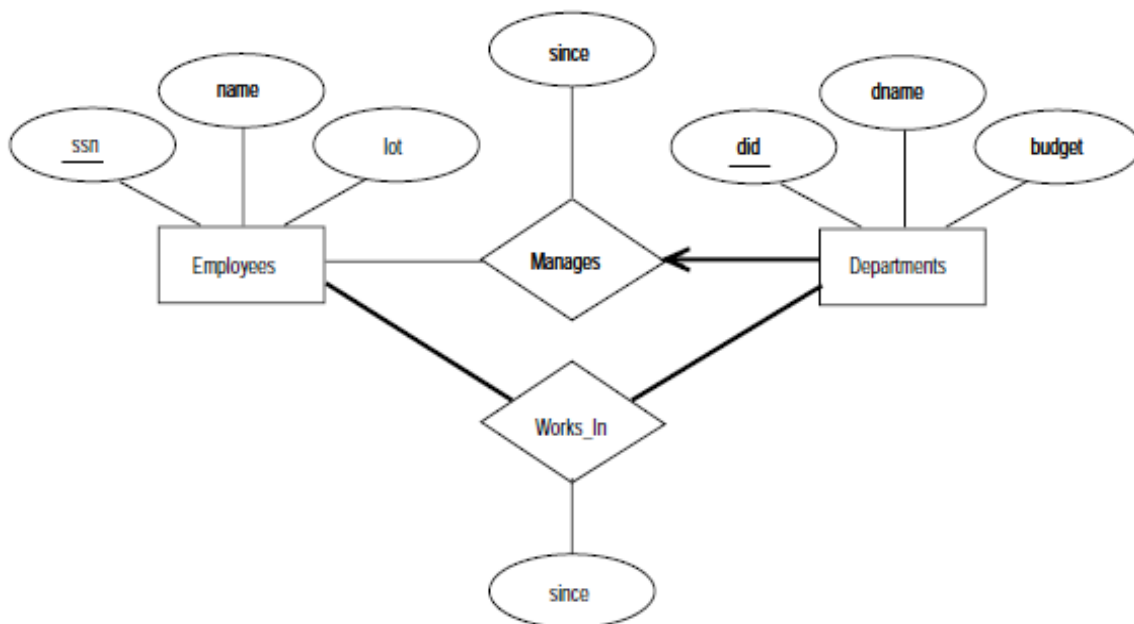 since
name
dname
ssn
lot
did
budget
Employees
Manages
Departments
Works_In
since